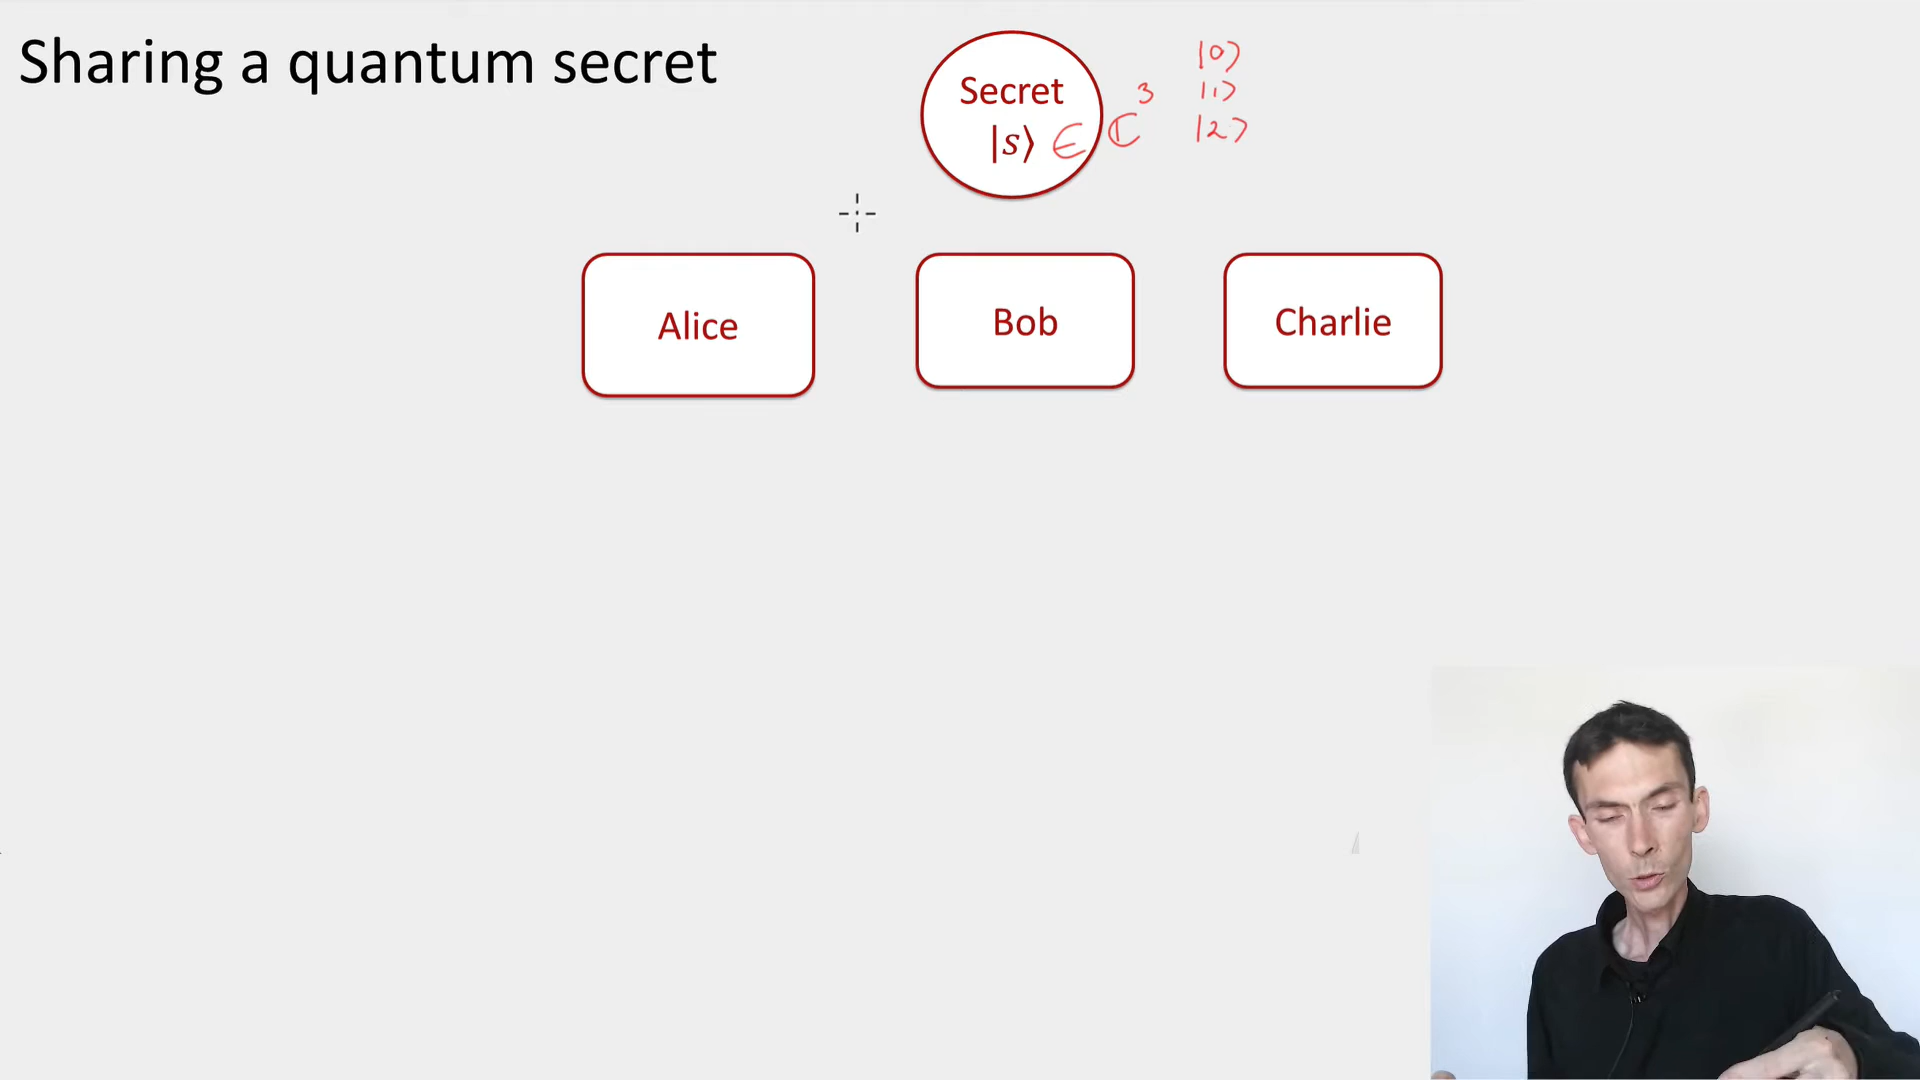 Sharing a quantum secret
Secret
|s⟩ ∈ ℂ³
|0⟩
|1⟩
|2⟩
Alice
Bob
Charlie